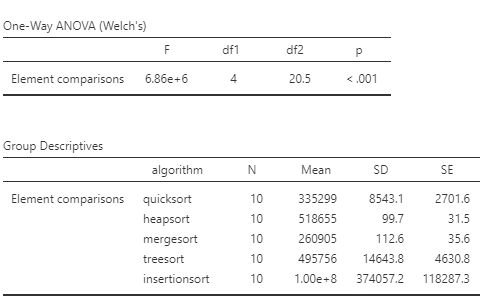 One-Way ANOVA (Welch's)
F df1 df2 p
Element comparisons 6.86e+6 4 20.5 < .001
Group Descriptives
algorithm N Mean SD SE
Element comparisons quicksort 10 335299 8543.1 2701.6
heapsort 10 518655 99.7 31.5
mergesort 10 260905 112.6 35.6
treesort 10 495756 14643.8 4630.8
insertionsort 10 1.00e+8 374057.2 118287.3